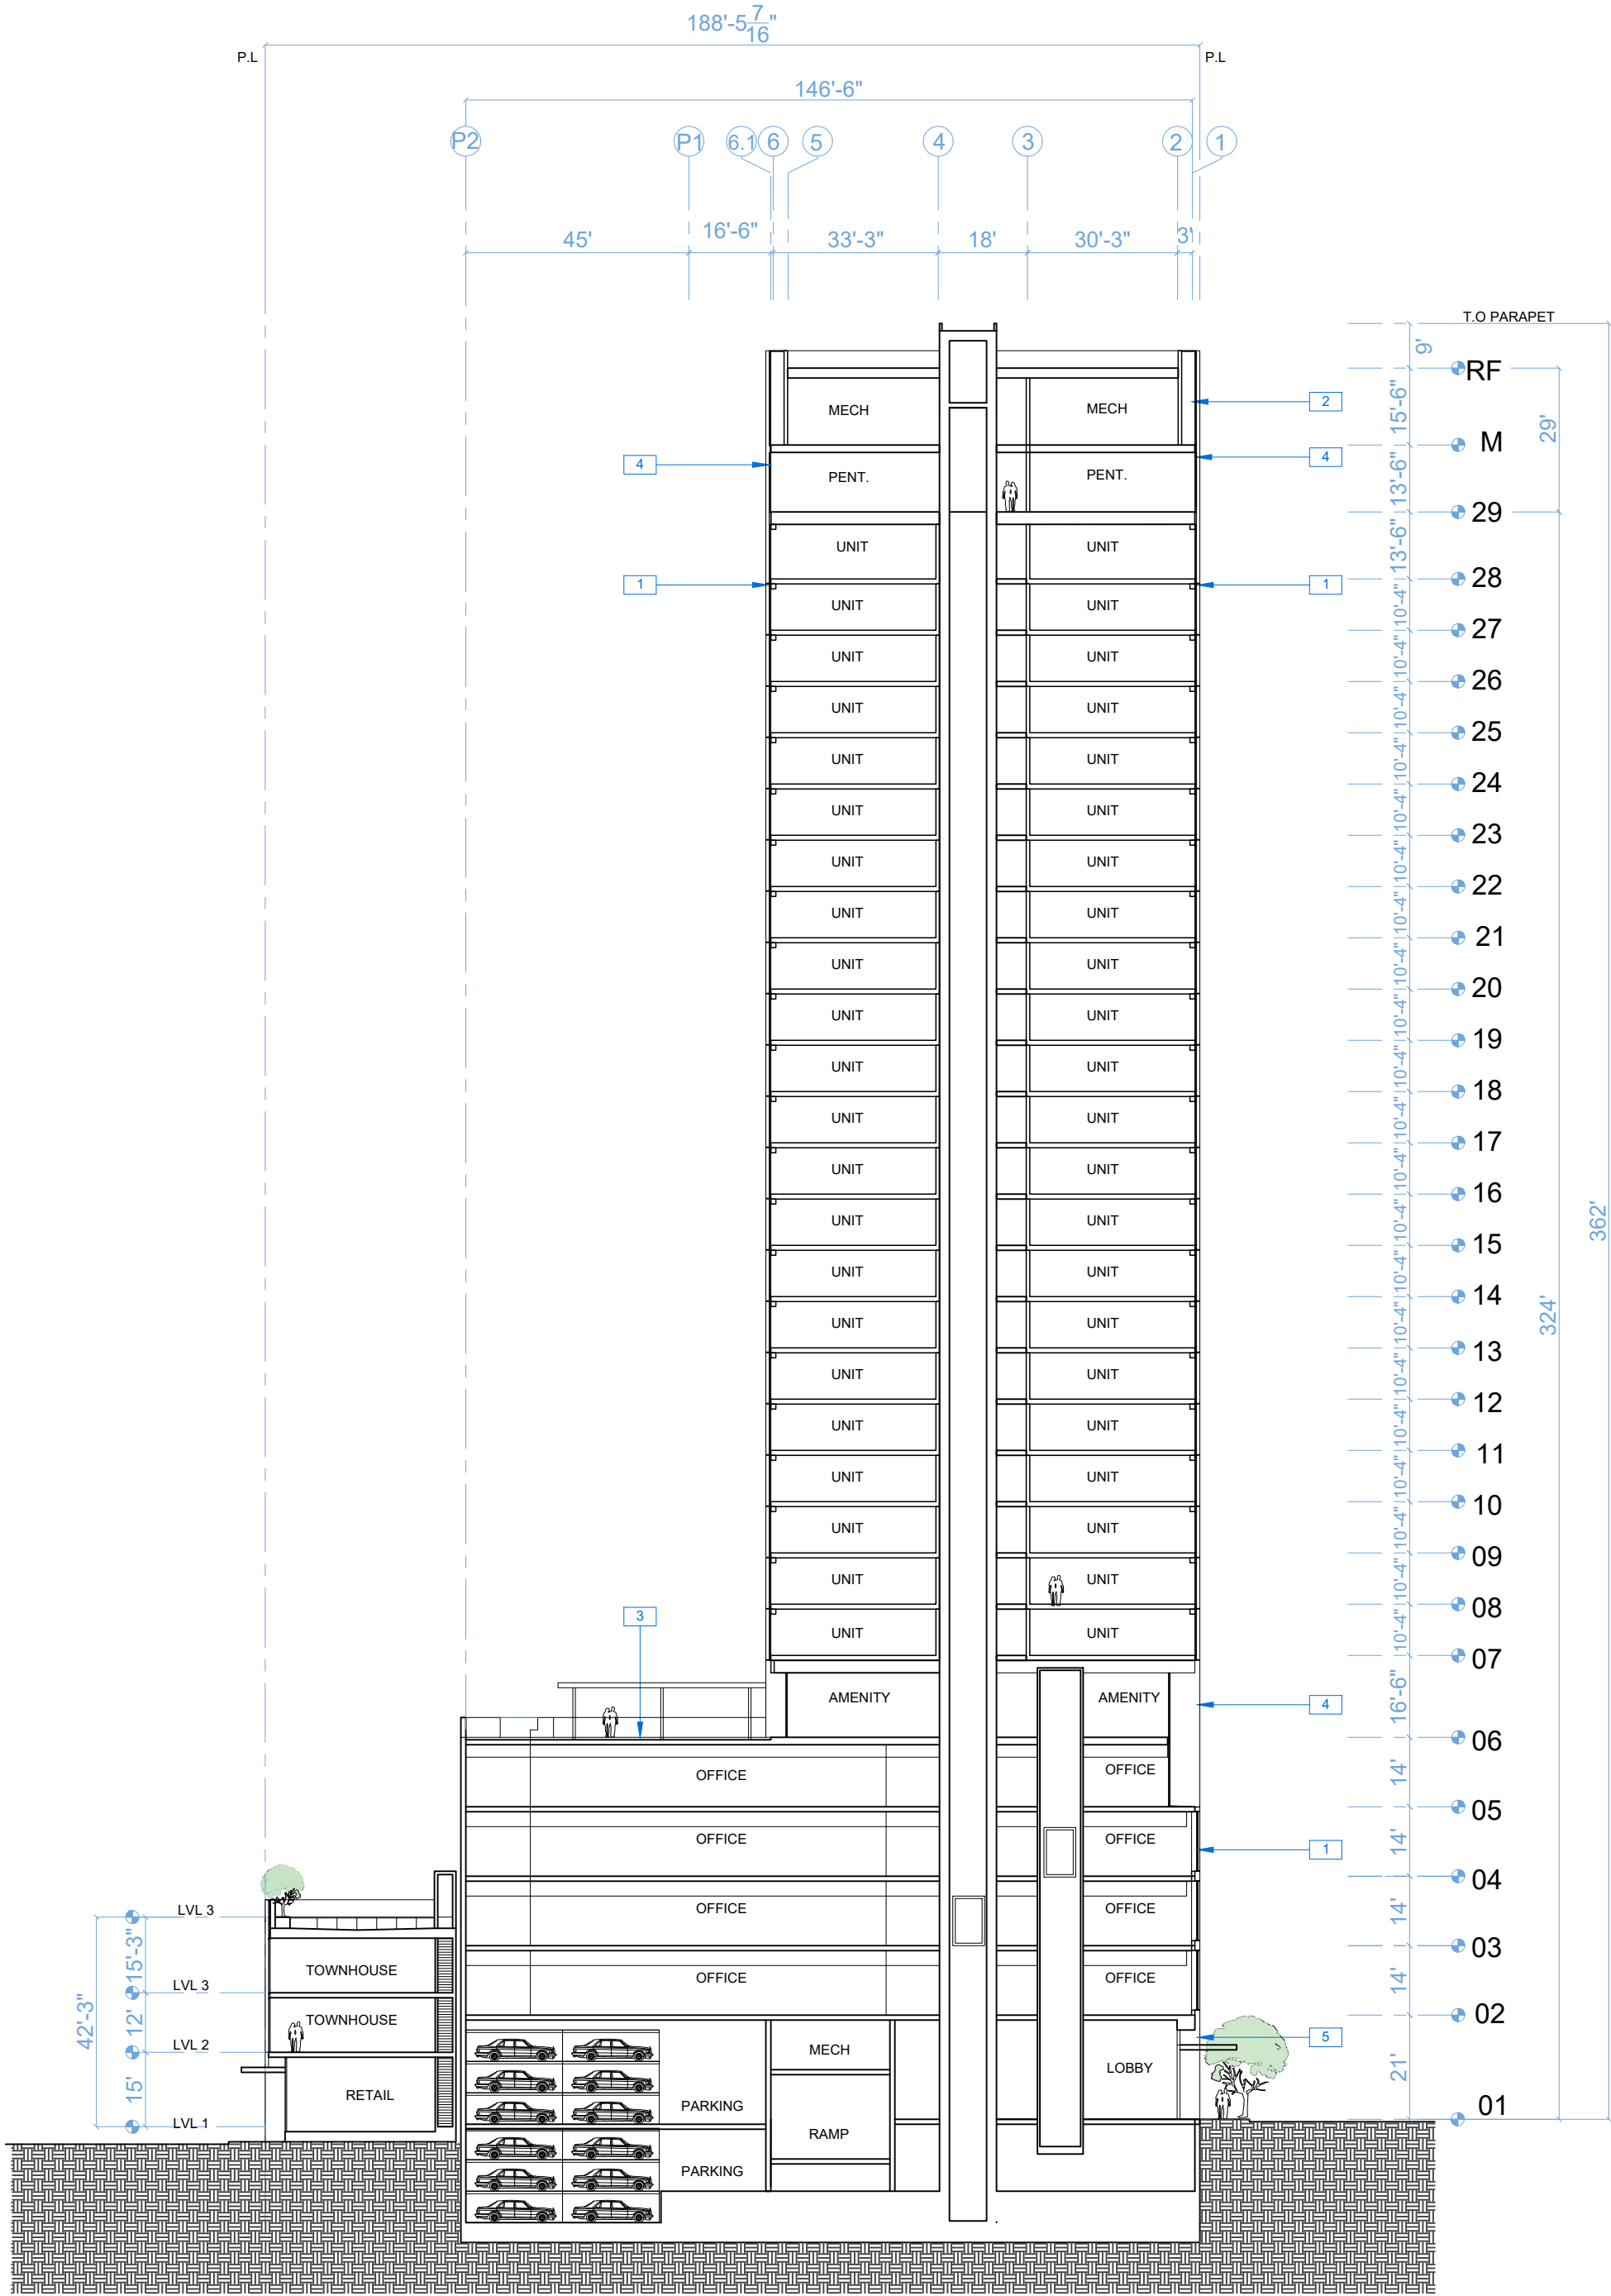 188'-5 7/16"
P.L P.L
146'-6"
P2 P1 6.1 6 5 4 3 2 1
45' 16'-6" 33'-3" 18' 30'-3" 3'
T.O PARAPET
9'
RF
MECH MECH 2 15'-6" 29'
M
4 PENT. PENT. 4 13'-6"
29
UNIT UNIT 13'-6"
28
1 UNIT UNIT 1 10'-4"
27
UNIT UNIT 10'-4"
26
UNIT UNIT 10'-4"
25
UNIT UNIT 10'-4"
24
UNIT UNIT 10'-4"
23
UNIT UNIT 10'-4"
22
UNIT UNIT 10'-4"
21
UNIT UNIT 10'-4"
20
UNIT UNIT 10'-4"
19
UNIT UNIT 10'-4"
18
UNIT UNIT 10'-4"
17
UNIT UNIT 10'-4"
16
UNIT UNIT 10'-4" 362'
15
UNIT UNIT 10'-4"
14
UNIT UNIT 10'-4" 324'
13
UNIT UNIT 10'-4"
12
UNIT UNIT 10'-4"
11
UNIT UNIT 10'-4"
10
UNIT UNIT 10'-4"
09
UNIT UNIT 10'-4"
08
3 UNIT UNIT 10'-4"
07
AMENITY AMENITY 4 16'-6"
06
OFFICE OFFICE 14'
05
OFFICE OFFICE 1 14'
04
OFFICE OFFICE 14'
03
OFFICE OFFICE 14'
02
MECH 5
LOBBY 21'
PARKING 01
RAMP
PARKING
LVL 3
15'-3" TOWNHOUSE
LVL 3
42'-3" 12' TOWNHOUSE
LVL 2
15' RETAIL
LVL 1